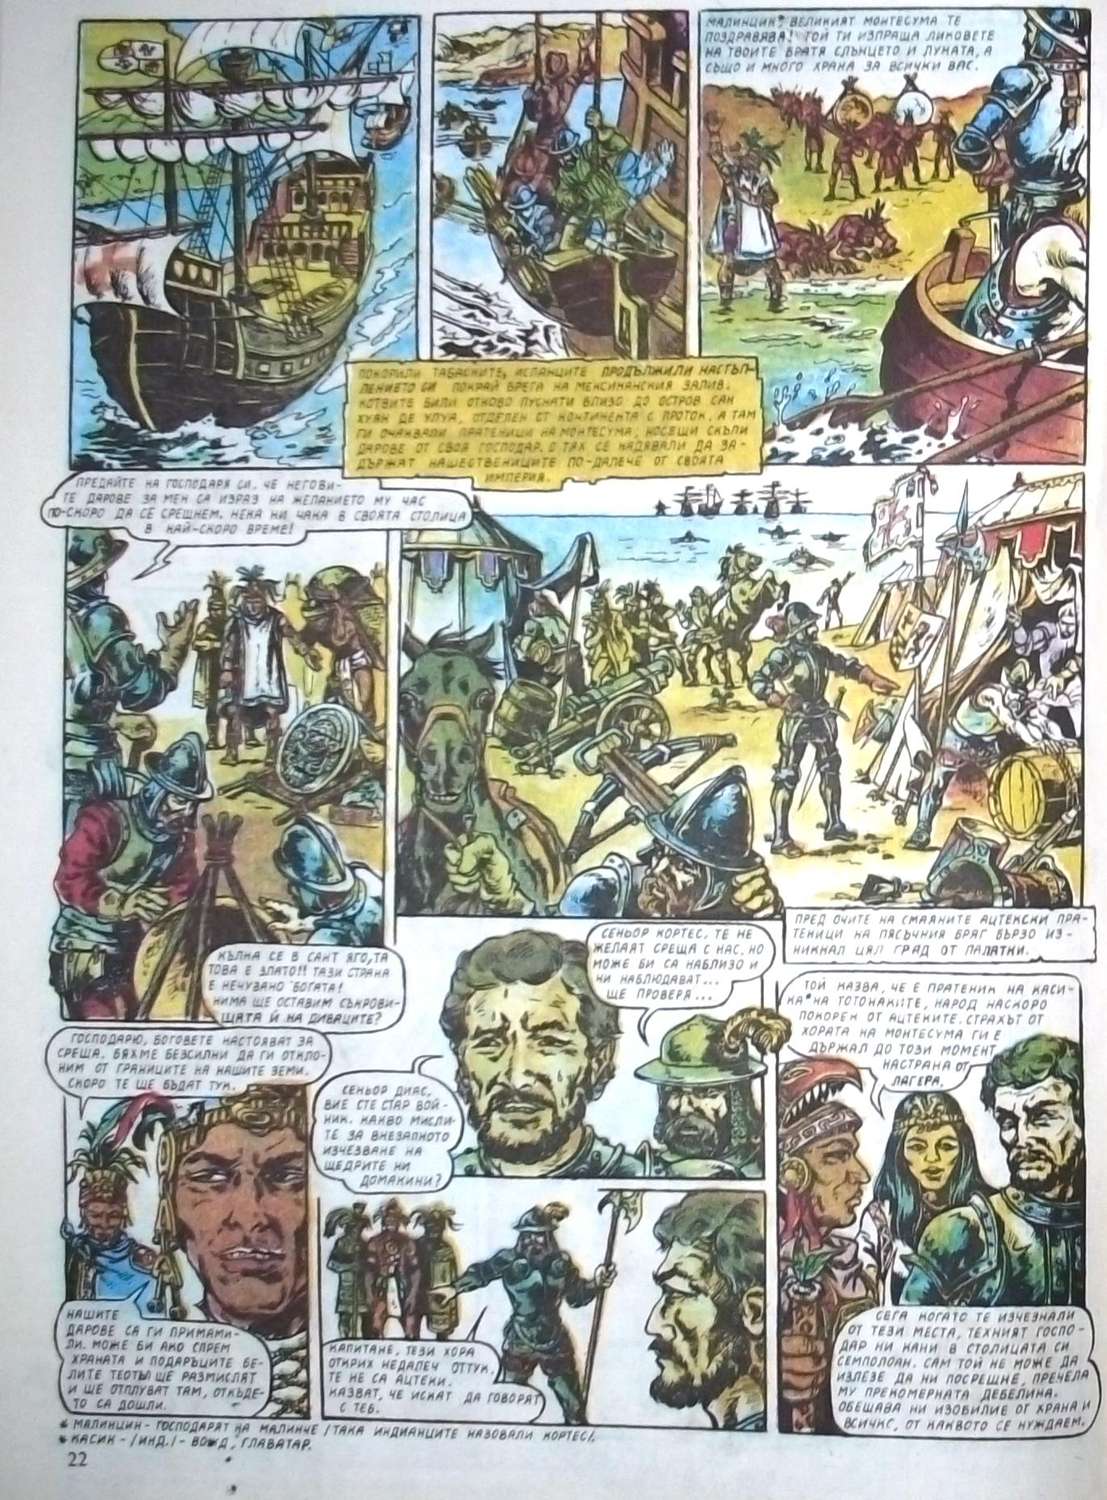 МАЛИНЦИН*, ВЕЛИКИЯТ МОНТЕСУМА ТЕ
ПОЗДРАВЯВА! ТОЙ ТИ ИЗПРАЩА ЛИКОВЕТЕ
НА ТВОИТЕ БРАТЯ СЛЪНЦЕТО И ЛУНАТА, А
СЪЩО И МНОГО ХРАНА ЗА ВСИЧКИ ВАС.
ПОКОРИЛИ ТАБАСКИТЕ, ИСПАНЦИТЕ ПРОДЪЛЖИЛИ НАСТЪП-
ЛЕНИЕТО СИ ПОКРАЙ БРЕГА НА МЕКСИКАНСКИЯ ЗАЛИВ.
КОТВИТЕ БИЛИ ОТНОВО ПУСНАТИ БЛИЗО ДО ОСТРОВ САН
ХУАН ДЕ УЛУА, ОТДЕЛЕН ОТ КОНТИНЕНТА С ПРОТОК, А ТАМ
ГИ ОЧАКВАЛИ ПРАТЕНИЦИ НА МОНТЕСУМА, НОСЕЩИ СКЪПИ
ДАРОВЕ ОТ СВОЯ ГОСПОДАР. С ТЯХ СЕ НАДЯВАЛИ ДА ЗА-
ДЪРЖАТ НАШЕСТВЕНИЦИТЕ ПО-ДАЛЕЧЕ ОТ СВОЯТА
ИМПЕРИЯ.
ПРЕДАЙТЕ НА ГОСПОДАРЯ СИ, ЧЕ НЕГОВИ-
ТЕ ДАРОВЕ ЗА МЕН СА ИЗРАЗ НА ЖЕЛАНИЕТО МУ ЧАС
ПО-СКОРО ДА СЕ СРЕЩНЕМ. НЕКА НИ ЧАКА В СВОЯТА СТОЛИЦА
В НАЙ-СКОРО ВРЕМЕ!
КЪЛНА СЕ В САНТ ЯГО, ТА
ТОВА Е ЗЛАТО!! ТАЗИ СТРАНА
Е НЕЧУВАНО БОГАТА!
НИМА ЩЕ ОСТАВИМ СЪКРОВИ-
ЩАТА Й НА ДИВАЦИТЕ?
ПРЕД ОЧИТЕ НА СМАЯНИТЕ АЦТЕКСКИ ПРА-
ТЕНИЦИ НА ПЯСЪЧНИЯ БРЯГ БЪРЗО ИЗ-
НИКНАЛ ЦЯЛ ГРАД ОТ ПАЛАТКИ.
ГОСПОДАРЮ, БОГОВЕТЕ НАСТОЯВАТ ЗА
СРЕЩА. БЯХМЕ БЕЗСИЛНИ ДА ГИ ОТКЛО-
НИМ ОТ ГРАНИЦИТЕ НА НАШИТЕ ЗЕМИ.
СКОРО ТЕ ЩЕ БЪДАТ ТУК.
НАШИТЕ
ДАРОВЕ СА ГИ ПРИМАМИ-
ЛИ. МОЖЕ БИ АКО СПРЕМ
ХРАНАТА И ПОДАРЪЦИТЕ БЕ-
ЛИТЕ ТЕОТЪЛ ЩЕ РАЗМИСЛЯТ
И ЩЕ ОТПЛУВАТ ТАМ, ОТКЪДЕ-
ТО СА ДОШЛИ.
СЕНЬОР ДИАС,
ВИЕ СТЕ СТАР ВОЙ-
НИК. КАКВО МИСЛИ-
ТЕ ЗА ВНЕЗАПНОТО
ИЗЧЕЗВАНЕ НА
ЩЕДРИТЕ НИ
ДОМАКИНИ?
СЕНЬОР КОРТЕС, ТЕ НЕ
ЖЕЛАЯТ СРЕЩА С НАС. НО
МОЖЕ БИ СА НАБЛИЗО И
НИ НАБЛЮДАВАТ...
ЩЕ ПРОВЕРЯ...
КАПИТАНЕ, ТЕЗИ ХОРА
ОТКРИХ НЕДАЛЕЧ ОТТУК.
ТЕ НЕ СА АЦТЕКИ.
КАЗВАТ, ЧЕ ИСКАТ ДА ГОВОРЯТ
С ТЕБ.
ТОЙ КАЗВА, ЧЕ Е ПРАТЕНИК НА КАСИ-
КА* НА ТОТОНАКИТЕ, НАРОД НАСКОРО
ПОКОРЕН ОТ АЦТЕКИТЕ. СТРАХЪТ ОТ
ХОРАТА НА МОНТЕСУМА ГИ Е
ДЪРЖАЛ ДО ТОЗИ МОМЕНТ
НАСТРАНА ОТ
ЛАГЕРА.
СЕГА КОГАТО ТЕ ИЗЧЕЗНАЛИ
ОТ ТЕЗИ МЕСТА, ТЕХНИЯТ ГОСПО-
ДАР НИ КАНИ В СТОЛИЦАТА СИ
СЕМПОЛОАН. САМ ТОЙ НЕ МОЖЕ ДА
ИЗЛЕЗЕ ДА НИ ПОСРЕЩНЕ, ПРЕЧЕЛА
МУ ПРЕКОМЕРНАТА ДЕБЕЛИНА.
ОБЕЩАВА НИ ИЗОБИЛИЕ ОТ ХРАНА И
ВСИЧКО, ОТ КАКВОТО СЕ НУЖДАЕМ.
* МАЛИНЦИН - ГОСПОДАРЯТ НА МАЛИНЧЕ /ТАКА ИНДИАНЦИТЕ НАЗОВАЛИ КОРТЕС/.
* КАСИК - /ИНД./ - ВОЖД, ГЛАВАТАР.
22